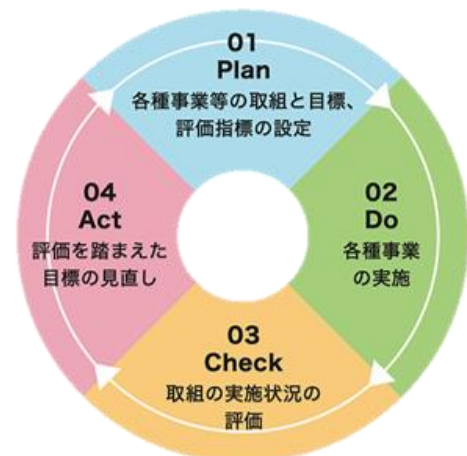 01
Plan
各種事業等の取組と目標、
評価指標の設定
02
Do
各種事業
の実施
03
Check
取組の実施状況の
評価
04
Act
評価を踏まえた
目標の見直し